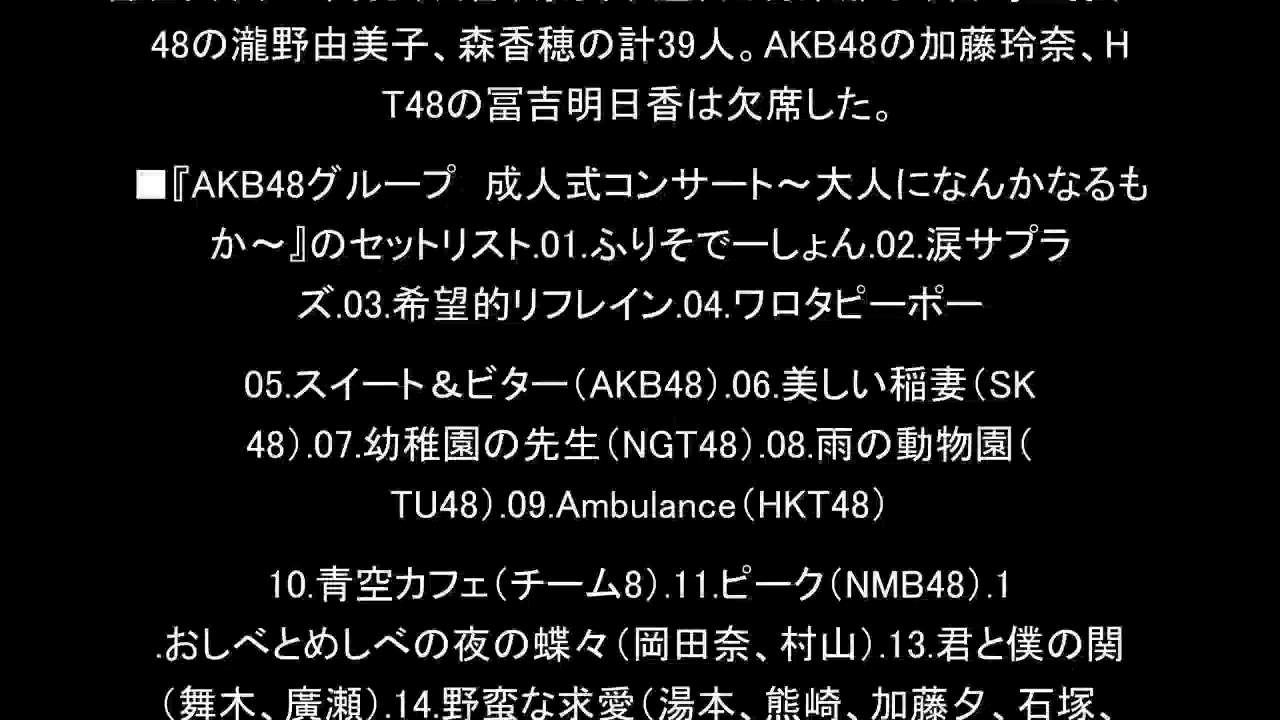 48の瀧野由美子、森香穂の計39人。AKB48の加藤玲奈、H
T48の冨吉明日香は欠席した。
■『AKB48グループ　成人式コンサート～大人になんかなるも
か～』のセットリスト.01.ふりそでーしょん.02.涙サプラ
ズ.03.希望的リフレイン.04.ワロタピーポー
05.スイート＆ビター（AKB48）.06.美しい稲妻（SK
48）.07.幼稚園の先生（NGT48）.08.雨の動物園（
TU48）.09.Ambulance（HKT48）
10.青空カフェ（チーム8）.11.ピーク（NMB48）.1
.おしべとめしべの夜の蝶々（岡田奈、村山）.13.君と僕の関
（舞木、廣瀬）.14.野蛮な求愛（湯本、熊崎、加藤夕、石塚、